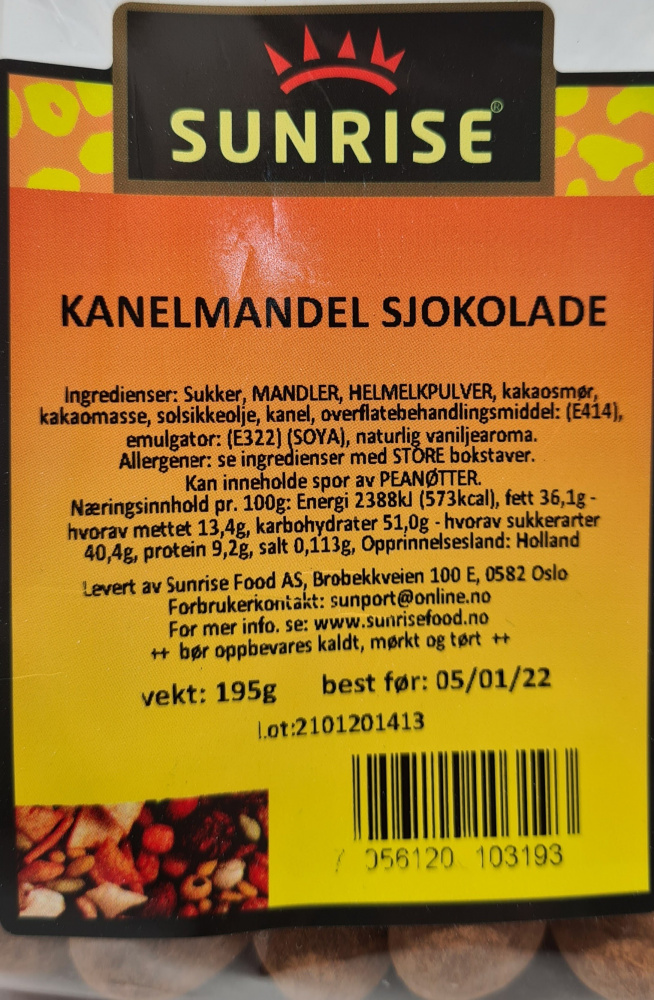 SUNRISE®
KANELMANDEL SJOKOLADE
Ingredienser: Sukker, MANDLER, HELMELKPULVER, kakaosmør,
kakaomasse, solsikkeolje, kanel, overflatebehandlingsmiddel: (E414),
emulgator: (E322) (SOYA), naturlig vaniljearoma.
Allergener: se ingredienser med STORE bokstaver.
Kan inneholde spor av PEANØTTER.
Næringsinnhold pr. 100g: Energi 2388kJ (573kcal), fett 36,1g -
hvorav mettet 13,4g, karbohydrater 51,0g - hvorav sukkerarter
40,4g, protein 9,2g, salt 0,113g, Opprinnelsesland: Holland
Levert av Sunrise Food AS, Brobekkveien 100 E, 0582 Oslo
Forbrukerkontakt: sunport@online.no
For mer info. se: www.sunrisefood.no
++ bør oppbevares kaldt, mørkt og tørt ++
vekt: 195g best før: 05/01/22
Lot:2101201413
7 056120 103193